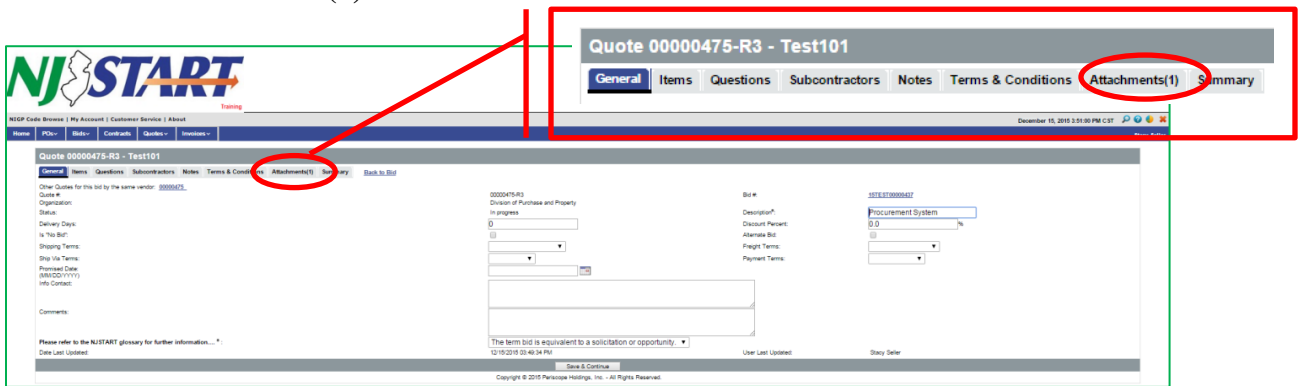 Quote 00000475-R3 - Test101
General Items Questions Subcontractors Notes Terms & Conditions Attachments(1) Summary
NJSTART
Training
NIGP Code Browse | My Account | Customer Service | About
December 15, 2015 3:51:00 PM CST
Home POs Bids Contracts Quotes Invoices
Quote 00000475-R3 - Test101
General Items Questions Subcontractors Notes Terms & Conditions Attachments(1) Summary Back to Bid
Other Quotes for this bid by the same vendor: 00000475
Quote #: 00000475-R3 Bid #: 15TEST00000437
Organization: Division of Purchase and Property
Status: In progress Description*: Procurement System
Delivery Days: 0 Discount Percent: 0.0 %
Is "No Bid": Alternate Bid:
Shipping Terms: Freight Terms:
Ship Via Terms: Payment Terms:
Promised Date
(MM/DD/YYYY)
Info Contact:
Comments:
Please refer to the NJSTART glossary for further information.... * : The term bid is equivalent to a solicitation or opportunity.
Date Last Updated: 12/15/2015 03:49:34 PM User Last Updated: Stacy Seller
Save & Continue
Copyright © 2015 Periscope Holdings, Inc. - All Rights Reserved.